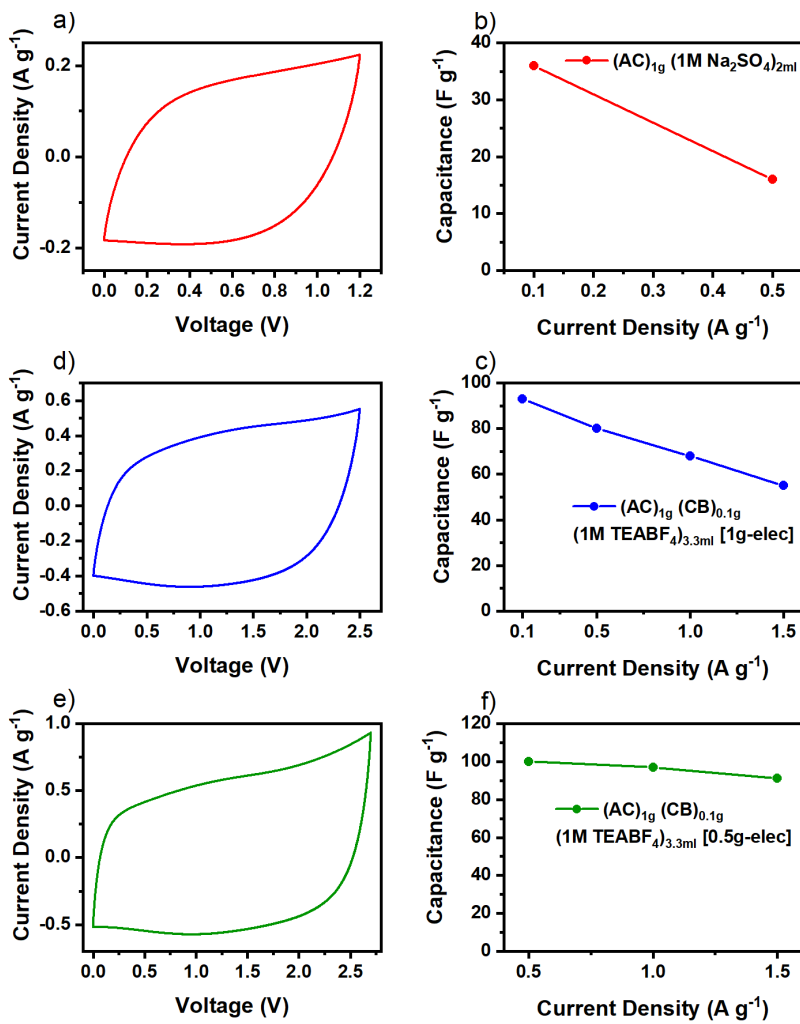 a)
Current Density (A g⁻¹)
0.2
0.0
-0.2
0.0 0.2 0.4 0.6 0.8 1.0 1.2
Voltage (V)
b)
Capacitance (F g⁻¹)
40
30
20
10
0
(AC)₁g (1M Na₂SO₄)₂ml
0.1 0.2 0.3 0.4 0.5
Current Density (A g⁻¹)
d)
Current Density (A g⁻¹)
0.6
0.4
0.2
0.0
-0.2
-0.4
-0.6
0.0 0.5 1.0 1.5 2.0 2.5
Voltage (V)
c)
Capacitance (F g⁻¹)
100
80
60
40
20
0
(AC)₁g (CB)₀.₁g
(1M TEABF₄)₃.₃ml [1g-elec]
0.1 0.5 1.0 1.5
Current Density (A g⁻¹)
e)
Current Density (A g⁻¹)
1.0
0.5
0.0
-0.5
0.0 0.5 1.0 1.5 2.0 2.5
Voltage (V)
f)
Capacitance (F g⁻¹)
120
100
80
60
40
20
0
(AC)₁g (CB)₀.₁g
(1M TEABF₄)₃.₃ml [0.5g-elec]
0.5 1.0 1.5
Current Density (A g⁻¹)